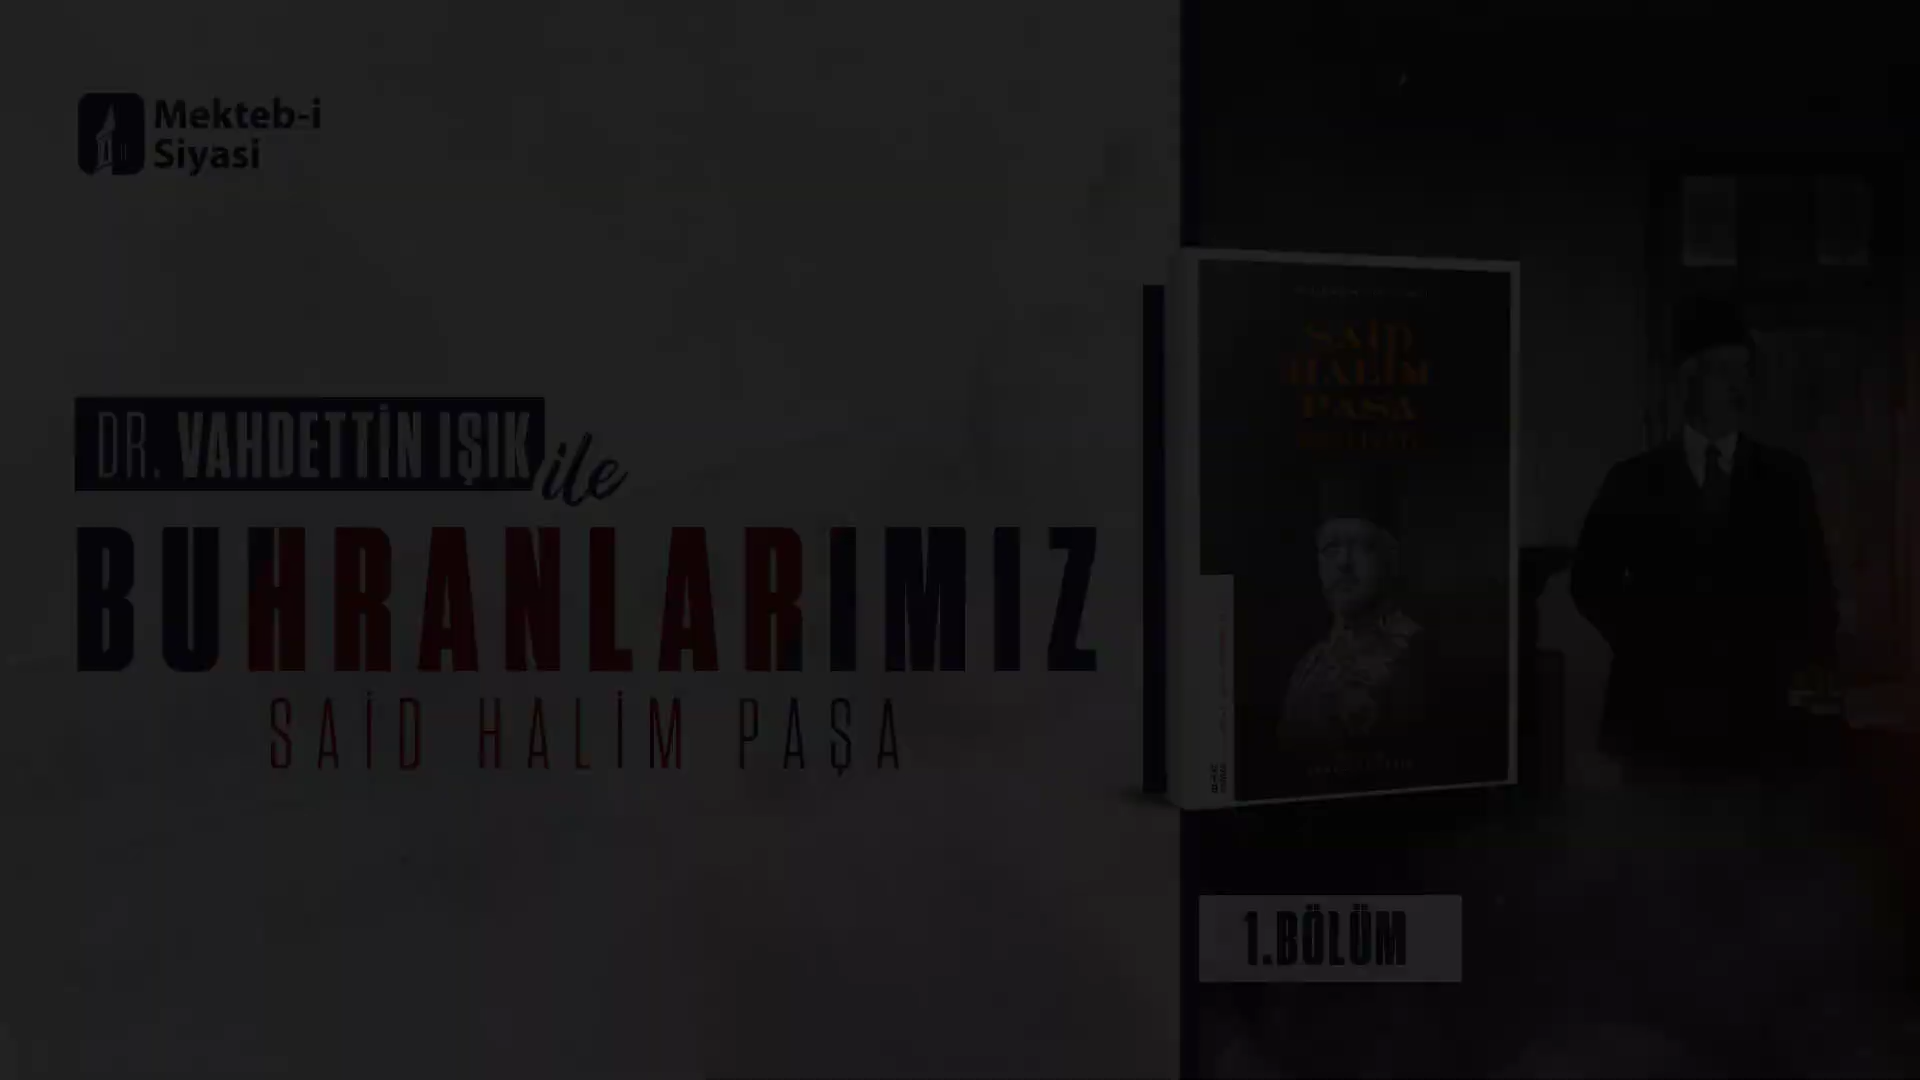 Mekteb-i
Siyasi
DR. VAHDETTİN IŞIK ile
BUHRANLARIMIZ
SAİD HALİM PAŞA
SAİD
HALİM
PAŞA
1.BÖLÜM